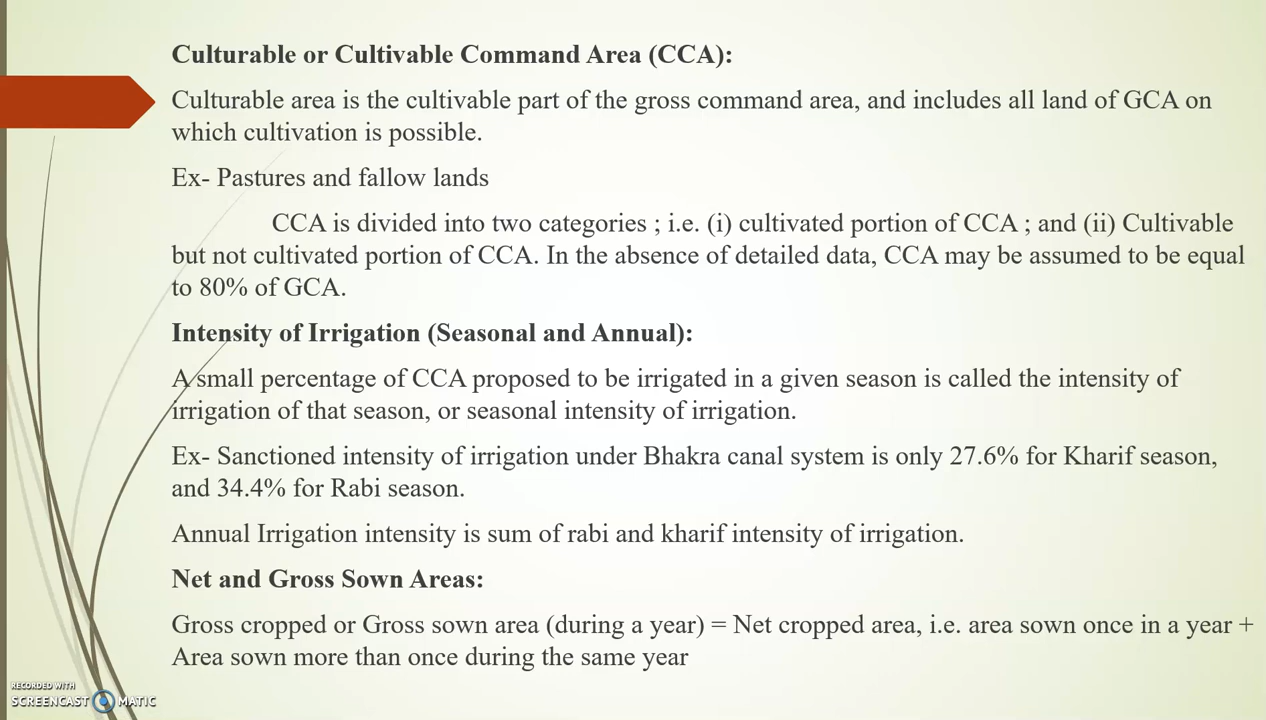 Culturable or Cultivable Command Area (CCA):
Culturable area is the cultivable part of the gross command area, and includes all land of GCA on
which cultivation is possible.
Ex- Pastures and fallow lands
CCA is divided into two categories ; i.e. (i) cultivated portion of CCA ; and (ii) Cultivable
but not cultivated portion of CCA. In the absence of detailed data, CCA may be assumed to be equal
to 80% of GCA.
Intensity of Irrigation (Seasonal and Annual):
A small percentage of CCA proposed to be irrigated in a given season is called the intensity of
irrigation of that season, or seasonal intensity of irrigation.
Ex- Sanctioned intensity of irrigation under Bhakra canal system is only 27.6% for Kharif season,
and 34.4% for Rabi season.
Annual Irrigation intensity is sum of rabi and kharif intensity of irrigation.
Net and Gross Sown Areas:
Gross cropped or Gross sown area (during a year) = Net cropped area, i.e. area sown once in a year +
Area sown more than once during the same year
RECORDED WITH
SCREENCAST MATIC